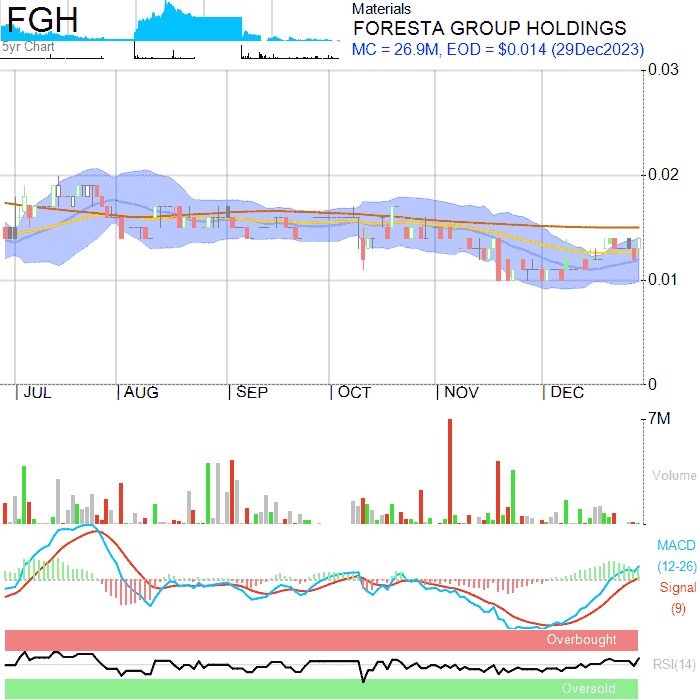 FGH
5yr Chart
Materials
FORESTA GROUP HOLDINGS
MC = 26.9M, EOD = $0.014 (29Dec2023)
0.03
0.02
0.01
0
JUL AUG SEP OCT NOV DEC
7M
Volume
MACD
(12-26)
Signal
(9)
Overbought
RSI(14)
Oversold